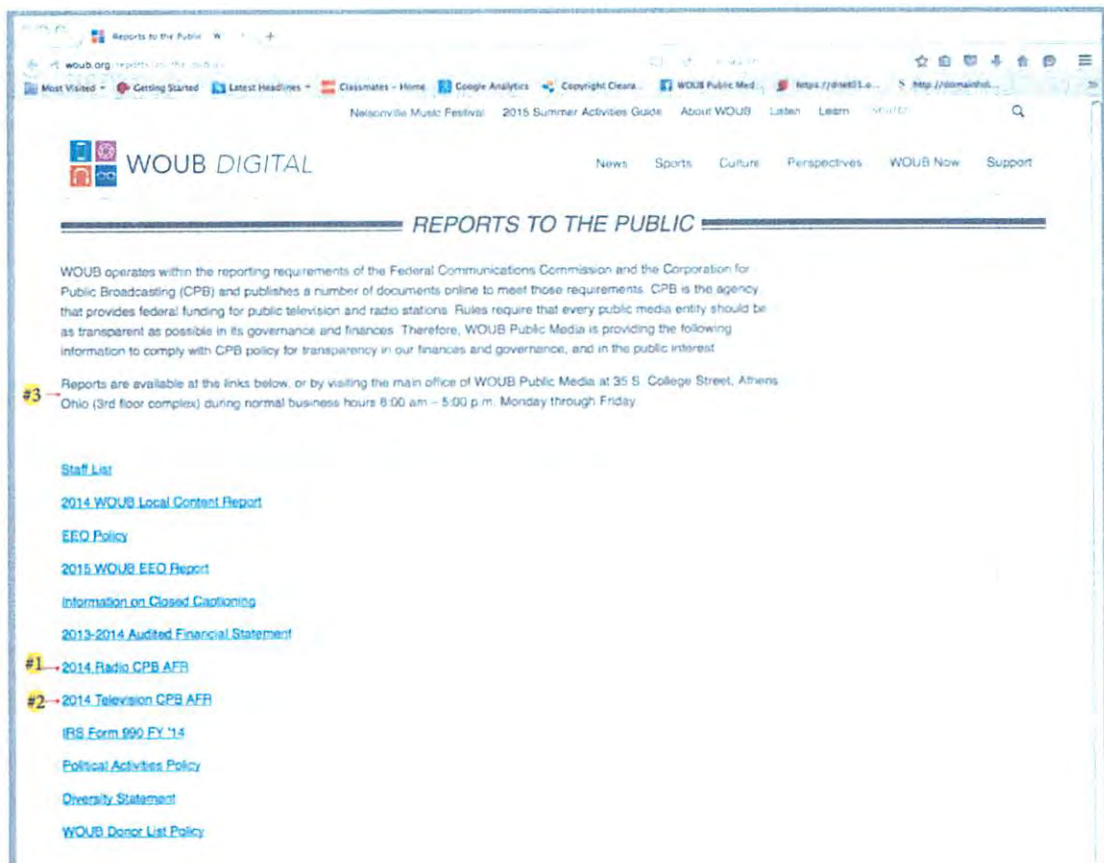 Reports to the Public W +
woub.org
Most Visited Getting Started Latest Headlines Classmates - Home Google Analytics Copyright Cleara... WOUB Public Med...
Nelsonville Music Festival 2015 Summer Activities Guide About WOUB Listen Learn
WOUB DIGITAL
News Sports Culture Perspectives WOUB Now Support
REPORTS TO THE PUBLIC
WOUB operates within the reporting requirements of the Federal Communications Commission and the Corporation for
Public Broadcasting (CPB) and publishes a number of documents online to meet those requirements. CPB is the agency
that provides federal funding for public television and radio stations. Rules require that every public media entity should be
as transparent as possible in its governance and finances. Therefore, WOUB Public Media is providing the following
information to comply with CPB policy for transparency in our finances and governance, and in the public interest
Reports are available at the links below, or by visiting the main office of WOUB Public Media at 35 S. College Street, Athens
#3 Ohio (3rd floor complex) during normal business hours 8:00 am – 5:00 p.m. Monday through Friday.
Staff List
2014 WOUB Local Content Report
EEO Policy
2015 WOUB EEO Report
Information on Closed Captioning
2013-2014 Audited Financial Statement
#1 2014 Radio CPB AFR
#2 2014 Television CPB AFR
IRS Form 990 FY '14
Political Activities Policy
Diversity Statement
WOUB Donor List Policy